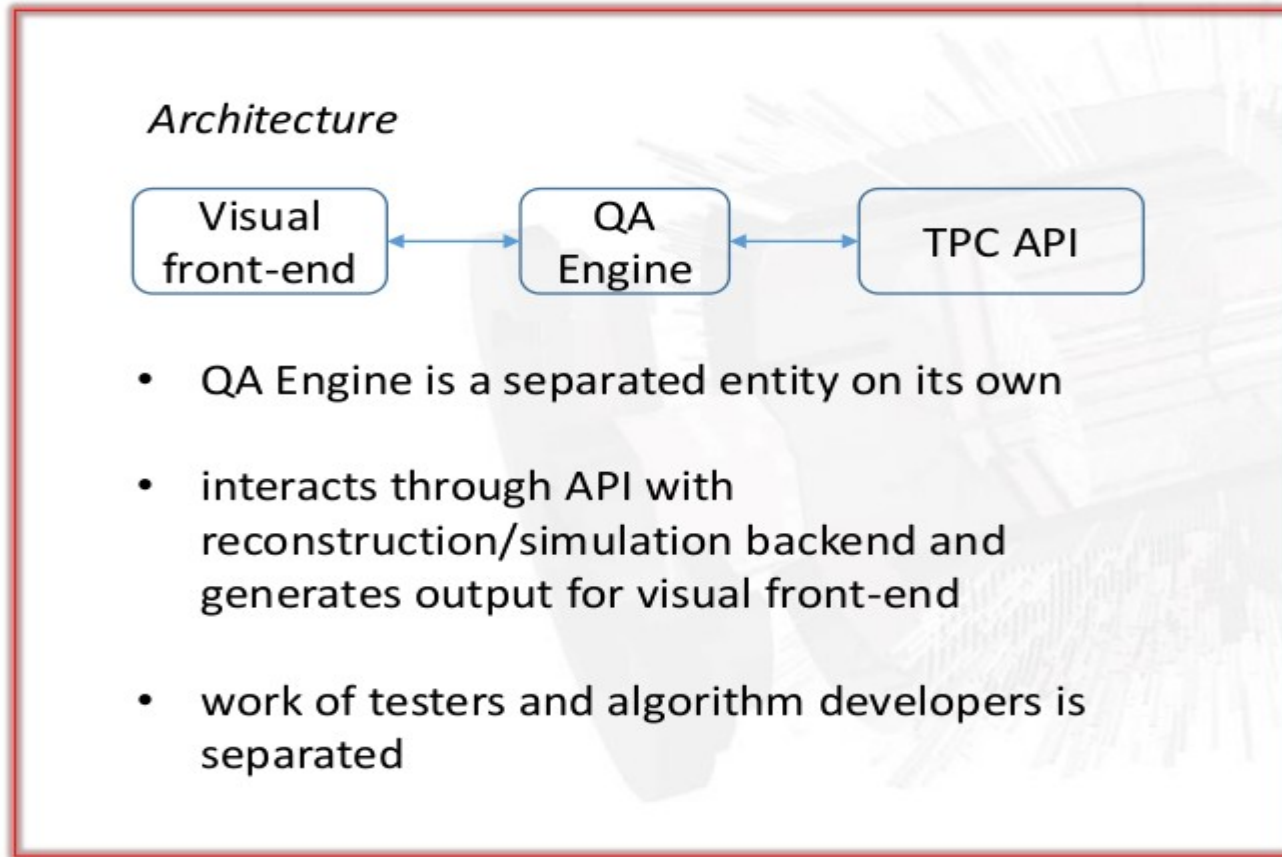 Architecture
Visual
front-end
QA
Engine
TPC API
• QA Engine is a separated entity on its own
• interacts through API with
reconstruction/simulation backend and
generates output for visual front-end
• work of testers and algorithm developers is
separated